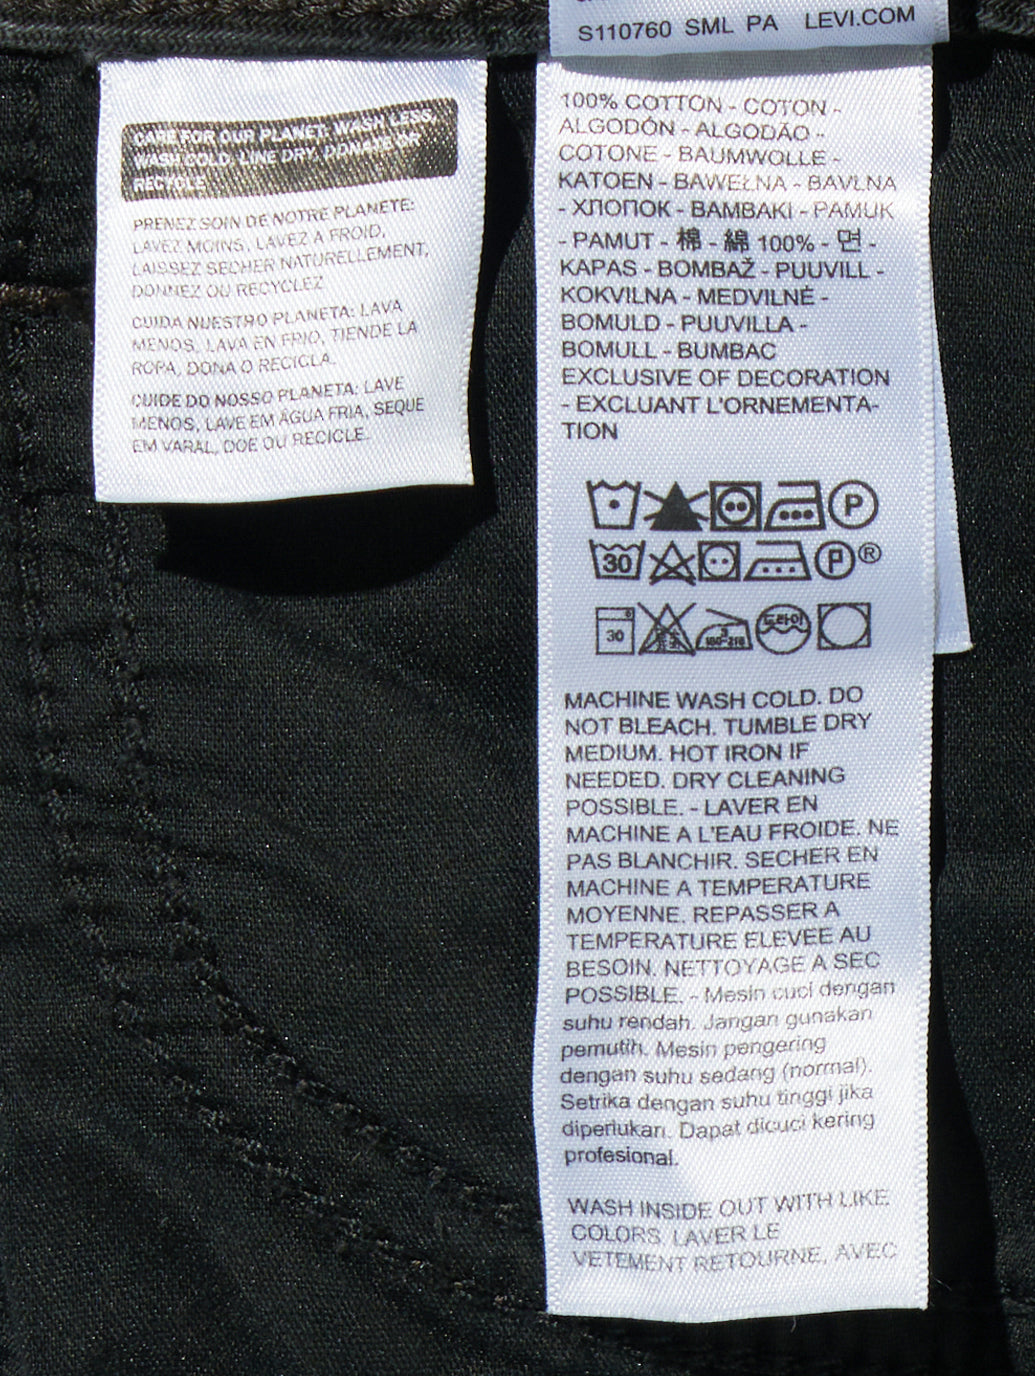 S110760 SML PA LEVI.COM
CARE FOR OUR PLANET: WASH LESS,
WASH COLD, LINE DRY, DONATE OR
RECYCLE
PRENEZ SOIN DE NOTRE PLANETE:
LAVEZ MOINS, LAVEZ A FROID,
LAISSEZ SECHER NATURELLEMENT,
DONNEZ OU RECYCLEZ
CUIDA NUESTRO PLANETA: LAVA
MENOS, LAVA EN FRIO, TIENDE LA
ROPA, DONA O RECICLA.
CUIDE DO NOSSO PLANETA: LAVE
MENOS, LAVE EM ÁGUA FRIA, SEQUE
EM VARAL, DOE OU RECICLE.
100% COTTON - COTON -
ALGODÓN - ALGODÃO -
COTONE - BAUMWOLLE -
KATOEN - BAWEŁNA - BAVLNA
- ХЛОПОК - BAMBAKI - PAMUK
- PAMUT - 棉 - 綿 100% - 면 -
KAPAS - BOMBAŽ - PUUVILL -
KOKVILNA - MEDVILNĖ -
BOMULD - PUUVILLA -
BOMULL - BUMBAC
EXCLUSIVE OF DECORATION
- EXCLUANT L'ORNEMENTA-
TION
P
30 P ®
30 드라이
MACHINE WASH COLD. DO
NOT BLEACH. TUMBLE DRY
MEDIUM. HOT IRON IF
NEEDED. DRY CLEANING
POSSIBLE. - LAVER EN
MACHINE A L'EAU FROIDE. NE
PAS BLANCHIR. SECHER EN
MACHINE A TEMPERATURE
MOYENNE. REPASSER A
TEMPERATURE ELEVEE AU
BESOIN. NETTOYAGE A SEC
POSSIBLE. - Mesin cuci dengan
suhu rendah. Jangan gunakan
pemutih. Mesin pengering
dengan suhu sedang (normal).
Setrika dengan suhu tinggi jika
diperlukan. Dapat dicuci kering
profesional.
WASH INSIDE OUT WITH LIKE
COLORS LAVER LE
VETEMENT RETOURNE, AVEC